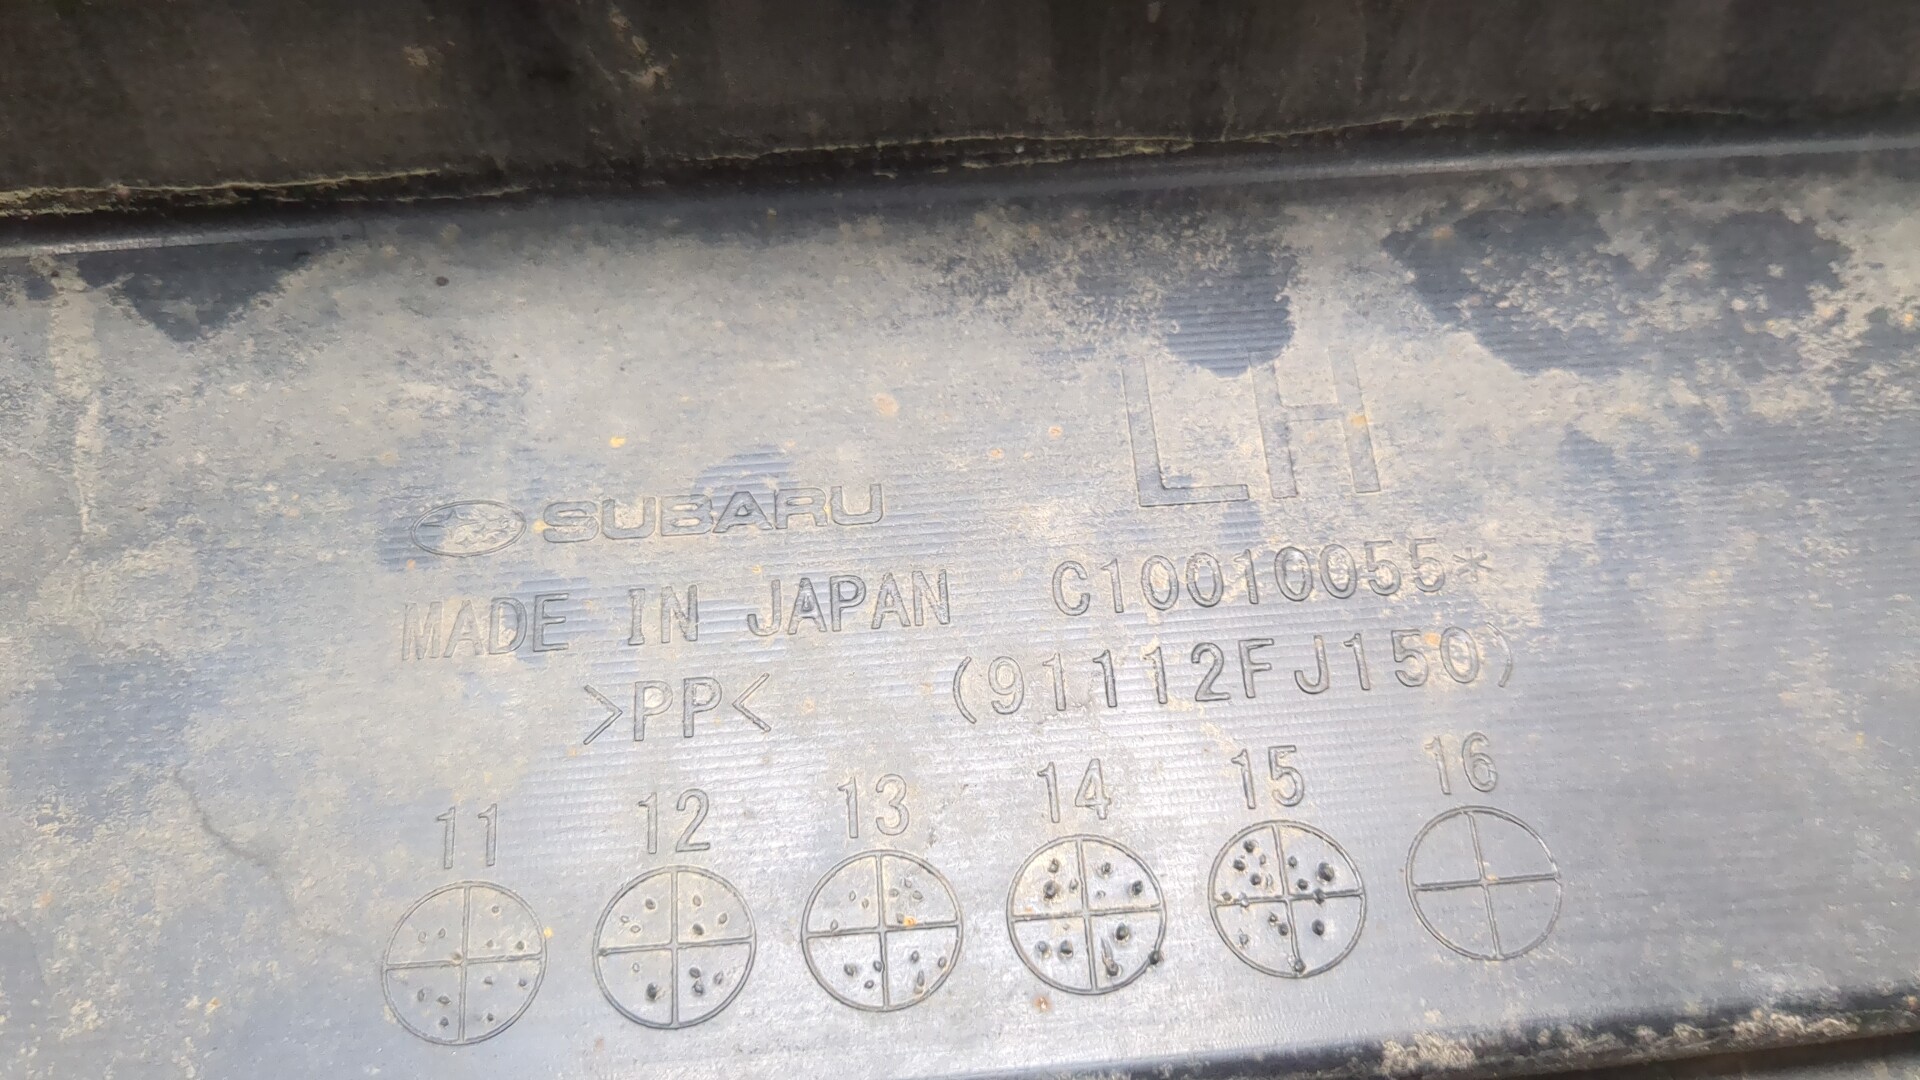 LH
SUBARU
MADE IN JAPAN C10010055*
>PP< (91112FJ150)
11 12 13 14 15 16